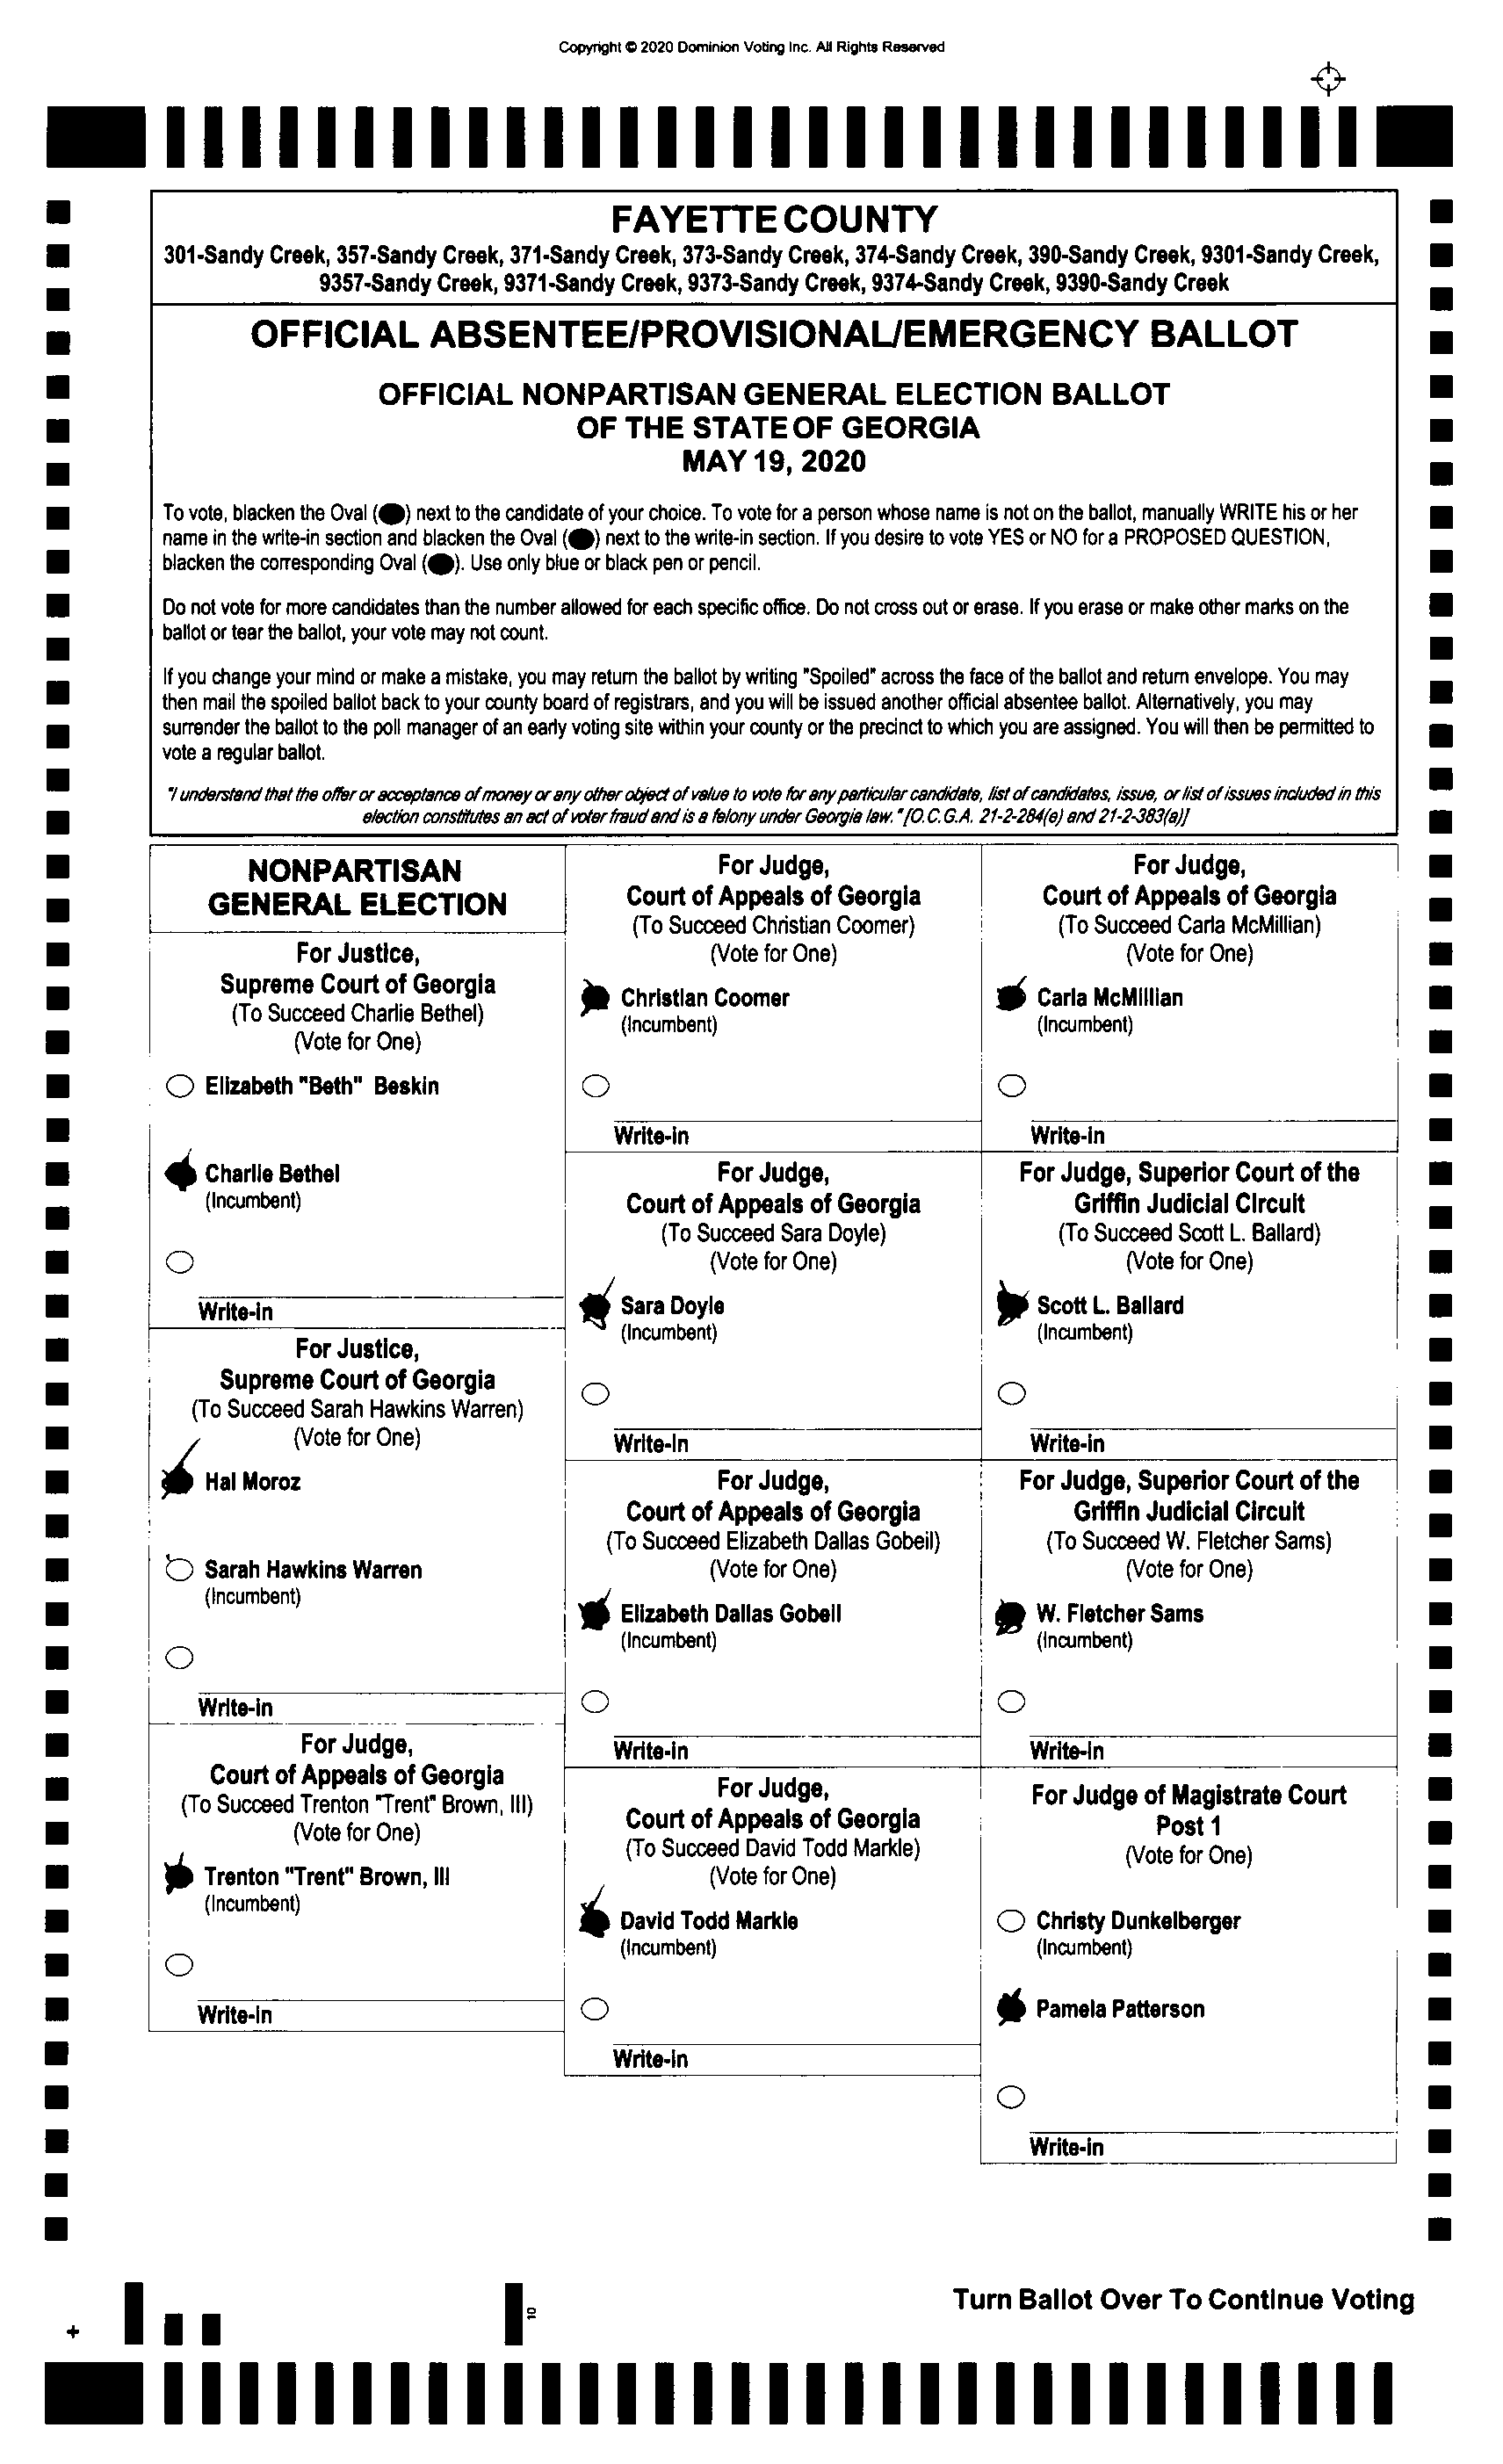 Copyright © 2020 Dominion Voting Inc. All Rights Reserved
FAYETTE COUNTY
301-Sandy Creek, 357-Sandy Creek, 371-Sandy Creek, 373-Sandy Creek, 374-Sandy Creek, 390-Sandy Creek, 9301-Sandy Creek,
9357-Sandy Creek, 9371-Sandy Creek, 9373-Sandy Creek, 9374-Sandy Creek, 9390-Sandy Creek
OFFICIAL ABSENTEE/PROVISIONAL/EMERGENCY BALLOT
OFFICIAL NONPARTISAN GENERAL ELECTION BALLOT
OF THE STATE OF GEORGIA
MAY 19, 2020
To vote, blacken the Oval (⬬) next to the candidate of your choice. To vote for a person whose name is not on the ballot, manually WRITE his or her
name in the write-in section and blacken the Oval (⬬) next to the write-in section. If you desire to vote YES or NO for a PROPOSED QUESTION,
blacken the corresponding Oval (⬬). Use only blue or black pen or pencil.
Do not vote for more candidates than the number allowed for each specific office. Do not cross out or erase. If you erase or make other marks on the
ballot or tear the ballot, your vote may not count.
If you change your mind or make a mistake, you may return the ballot by writing "Spoiled" across the face of the ballot and return envelope. You may
then mail the spoiled ballot back to your county board of registrars, and you will be issued another official absentee ballot. Alternatively, you may
surrender the ballot to the poll manager of an early voting site within your county or the precinct to which you are assigned. You will then be permitted to
vote a regular ballot.
"I understand that the offer or acceptance of money or any other object of value to vote for any particular candidate, list of candidates, issue, or list of issues included in this
election constitutes an act of voter fraud and is a felony under Georgia law." [O.C.G.A. 21-2-284(e) and 21-2-383(a)]
NONPARTISAN
GENERAL ELECTION
For Justice,
Supreme Court of Georgia
(To Succeed Charlie Bethel)
(Vote for One)
Elizabeth "Beth" Beskin
Charlie Bethel
(Incumbent)
Write-in
For Justice,
Supreme Court of Georgia
(To Succeed Sarah Hawkins Warren)
(Vote for One)
Hal Moroz
Sarah Hawkins Warren
(Incumbent)
Write-in
For Judge,
Court of Appeals of Georgia
(To Succeed Trenton "Trent" Brown, III)
(Vote for One)
Trenton "Trent" Brown, III
(Incumbent)
Write-in
For Judge,
Court of Appeals of Georgia
(To Succeed Christian Coomer)
(Vote for One)
Christian Coomer
(Incumbent)
Write-in
For Judge,
Court of Appeals of Georgia
(To Succeed Sara Doyle)
(Vote for One)
Sara Doyle
(Incumbent)
Write-in
For Judge,
Court of Appeals of Georgia
(To Succeed Elizabeth Dallas Gobeil)
(Vote for One)
Elizabeth Dallas Gobeil
(Incumbent)
Write-in
For Judge,
Court of Appeals of Georgia
(To Succeed David Todd Markle)
(Vote for One)
David Todd Markle
(Incumbent)
Write-in
For Judge,
Court of Appeals of Georgia
(To Succeed Carla McMillian)
(Vote for One)
Carla McMillian
(Incumbent)
Write-in
For Judge, Superior Court of the
Griffin Judicial Circuit
(To Succeed Scott L. Ballard)
(Vote for One)
Scott L. Ballard
(Incumbent)
Write-in
For Judge, Superior Court of the
Griffin Judicial Circuit
(To Succeed W. Fletcher Sams)
(Vote for One)
W. Fletcher Sams
(Incumbent)
Write-in
For Judge of Magistrate Court
Post 1
(Vote for One)
Christy Dunkelberger
(Incumbent)
Pamela Patterson
Write-in
Turn Ballot Over To Continue Voting
10